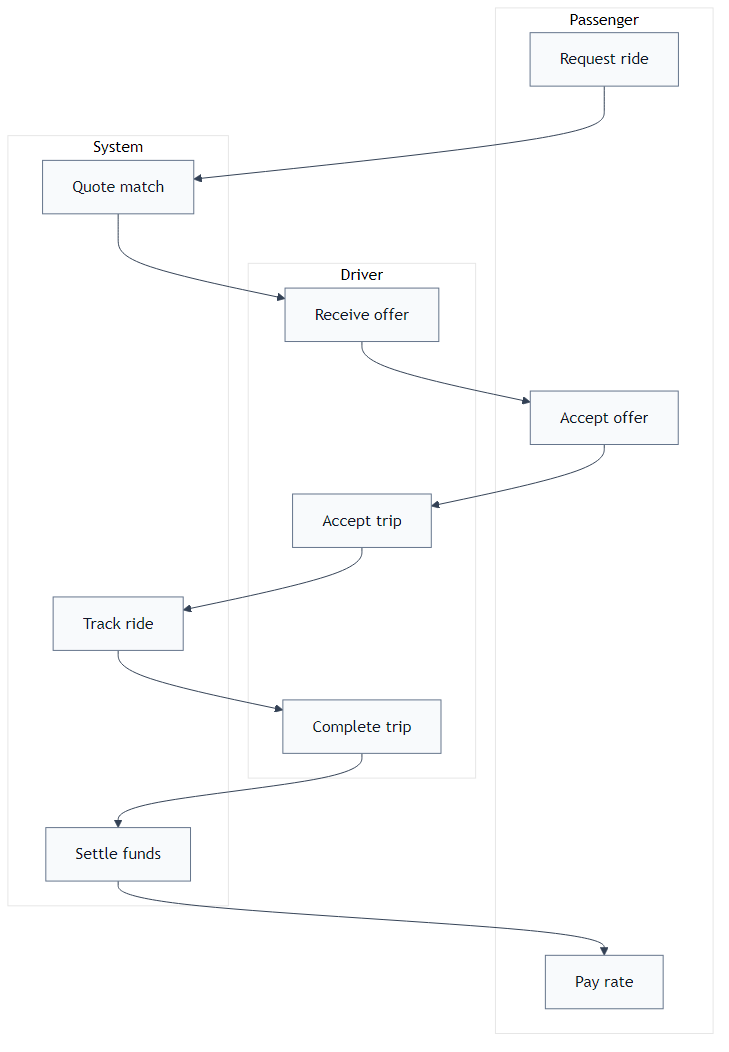 Passenger
Request ride
System
Quote match
Driver
Receive offer
Accept offer
Accept trip
Track ride
Complete trip
Settle funds
Pay rate